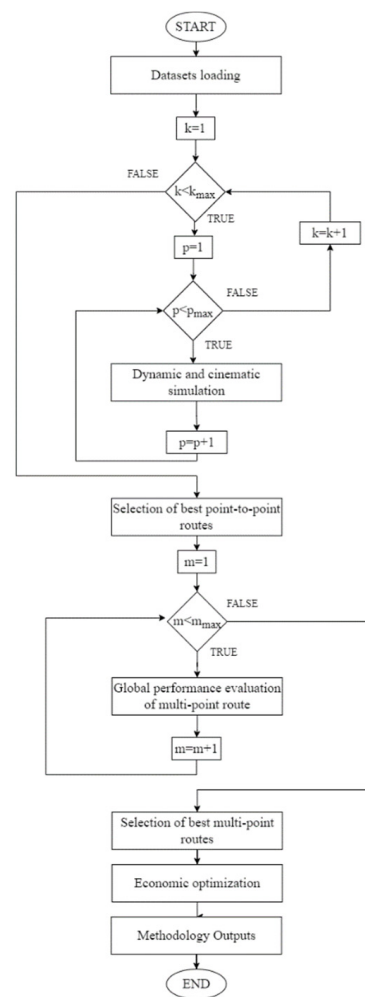 START
Datasets loading
k=1
FALSE
k<kmax
TRUE
k=k+1
p=1
FALSE
p<pmax
TRUE
Dynamic and cinematic
simulation
p=p+1
Selection of best point-to-point
routes
m=1
FALSE
m<mmax
TRUE
Global performance evaluation
of multi-point route
m=m+1
Selection of best multi-point
routes
Economic optimization
Methodology Outputs
END